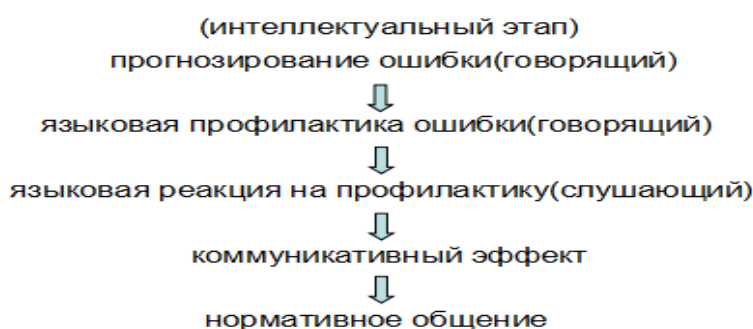 (интеллектуальный этап)
прогнозирование ошибки(говорящий)
языковая профилактика ошибки(говорящий)
языковая реакция на профилактику(слушающий)
коммуникативный эффект
нормативное общение